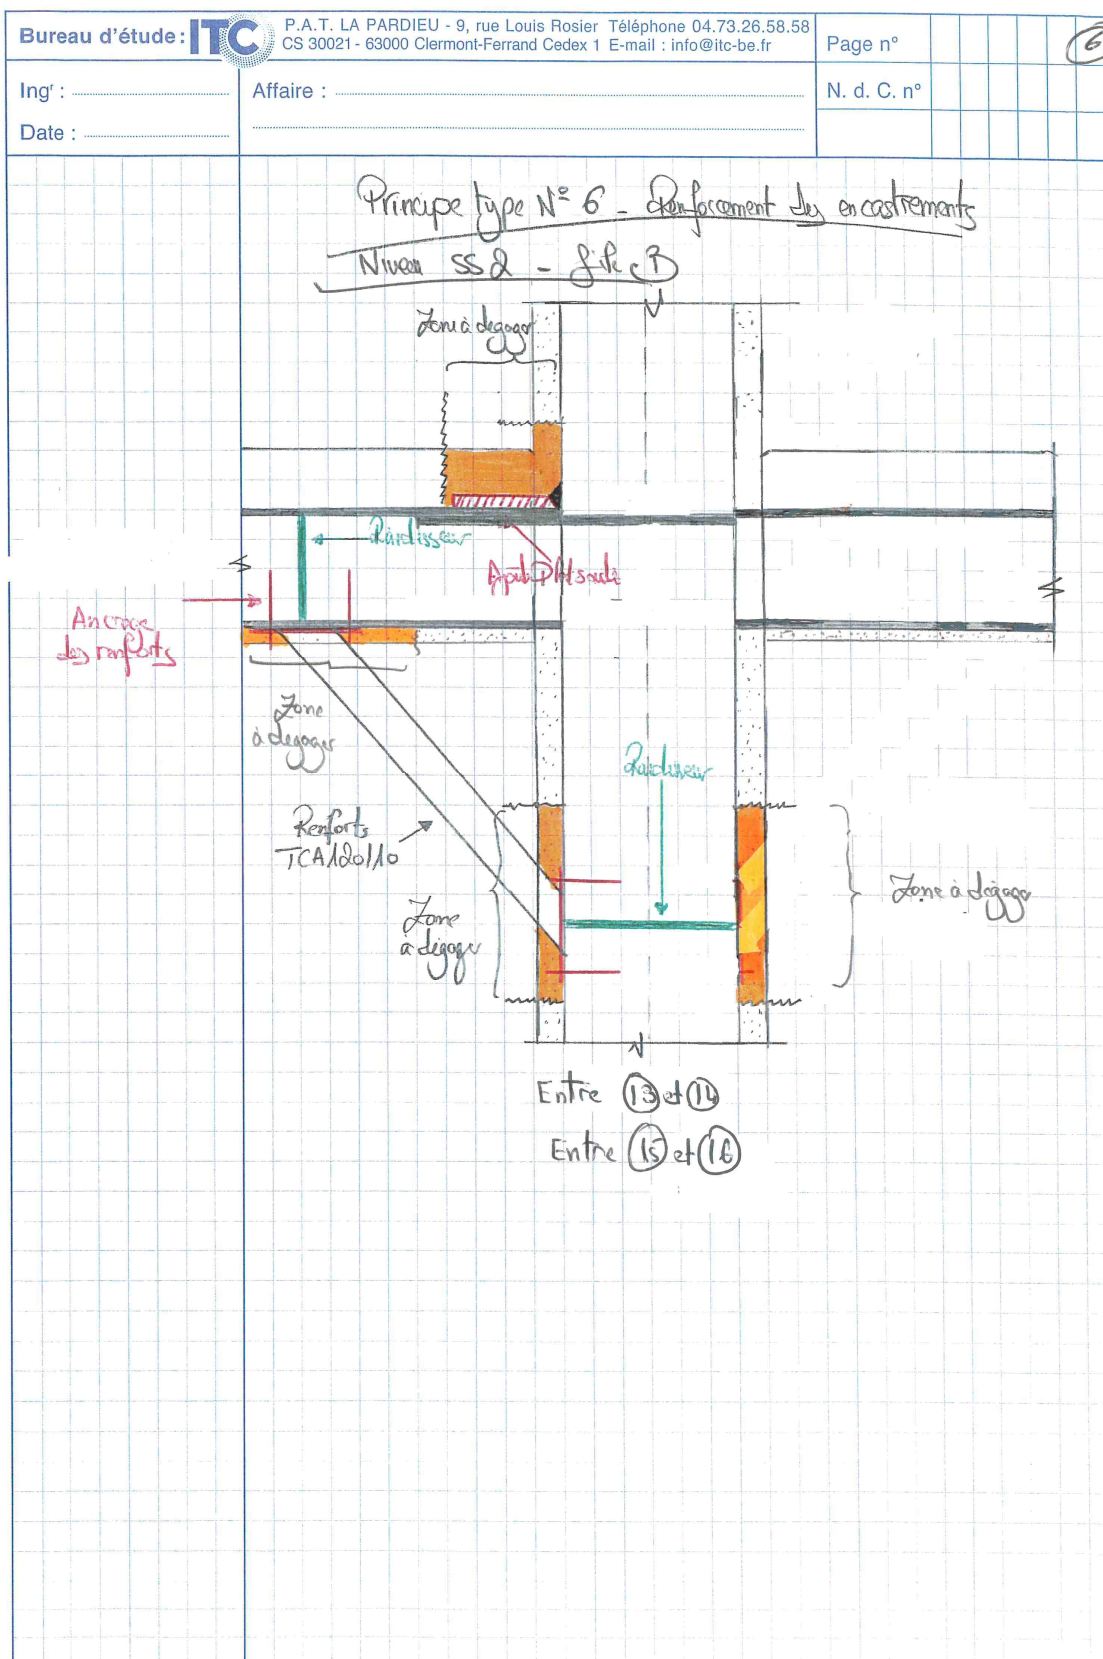 Bureau d'étude : ITC
P.A.T. LA PARDIEU - 9, rue Louis Rosier Téléphone 04.73.26.58.58
CS 30021 - 63000 Clermont-Ferrand Cedex 1 E-mail : info@itc-be.fr
Page n°
6
Ingr :
Affaire :
N. d. C. n°
Date :
Principe type N° 6 - Renforcement des encastrements
Niveau SS2 - file B
Zone à dégager
Raidisseur
Ajout Plat soudé
Ancrage
des renforts
Zone
à dégager
Raidisseur
Renforts
TCA120/10
Zone à dégager
Zone
à dégager
Entre 13 et 14
Entre 15 et 16